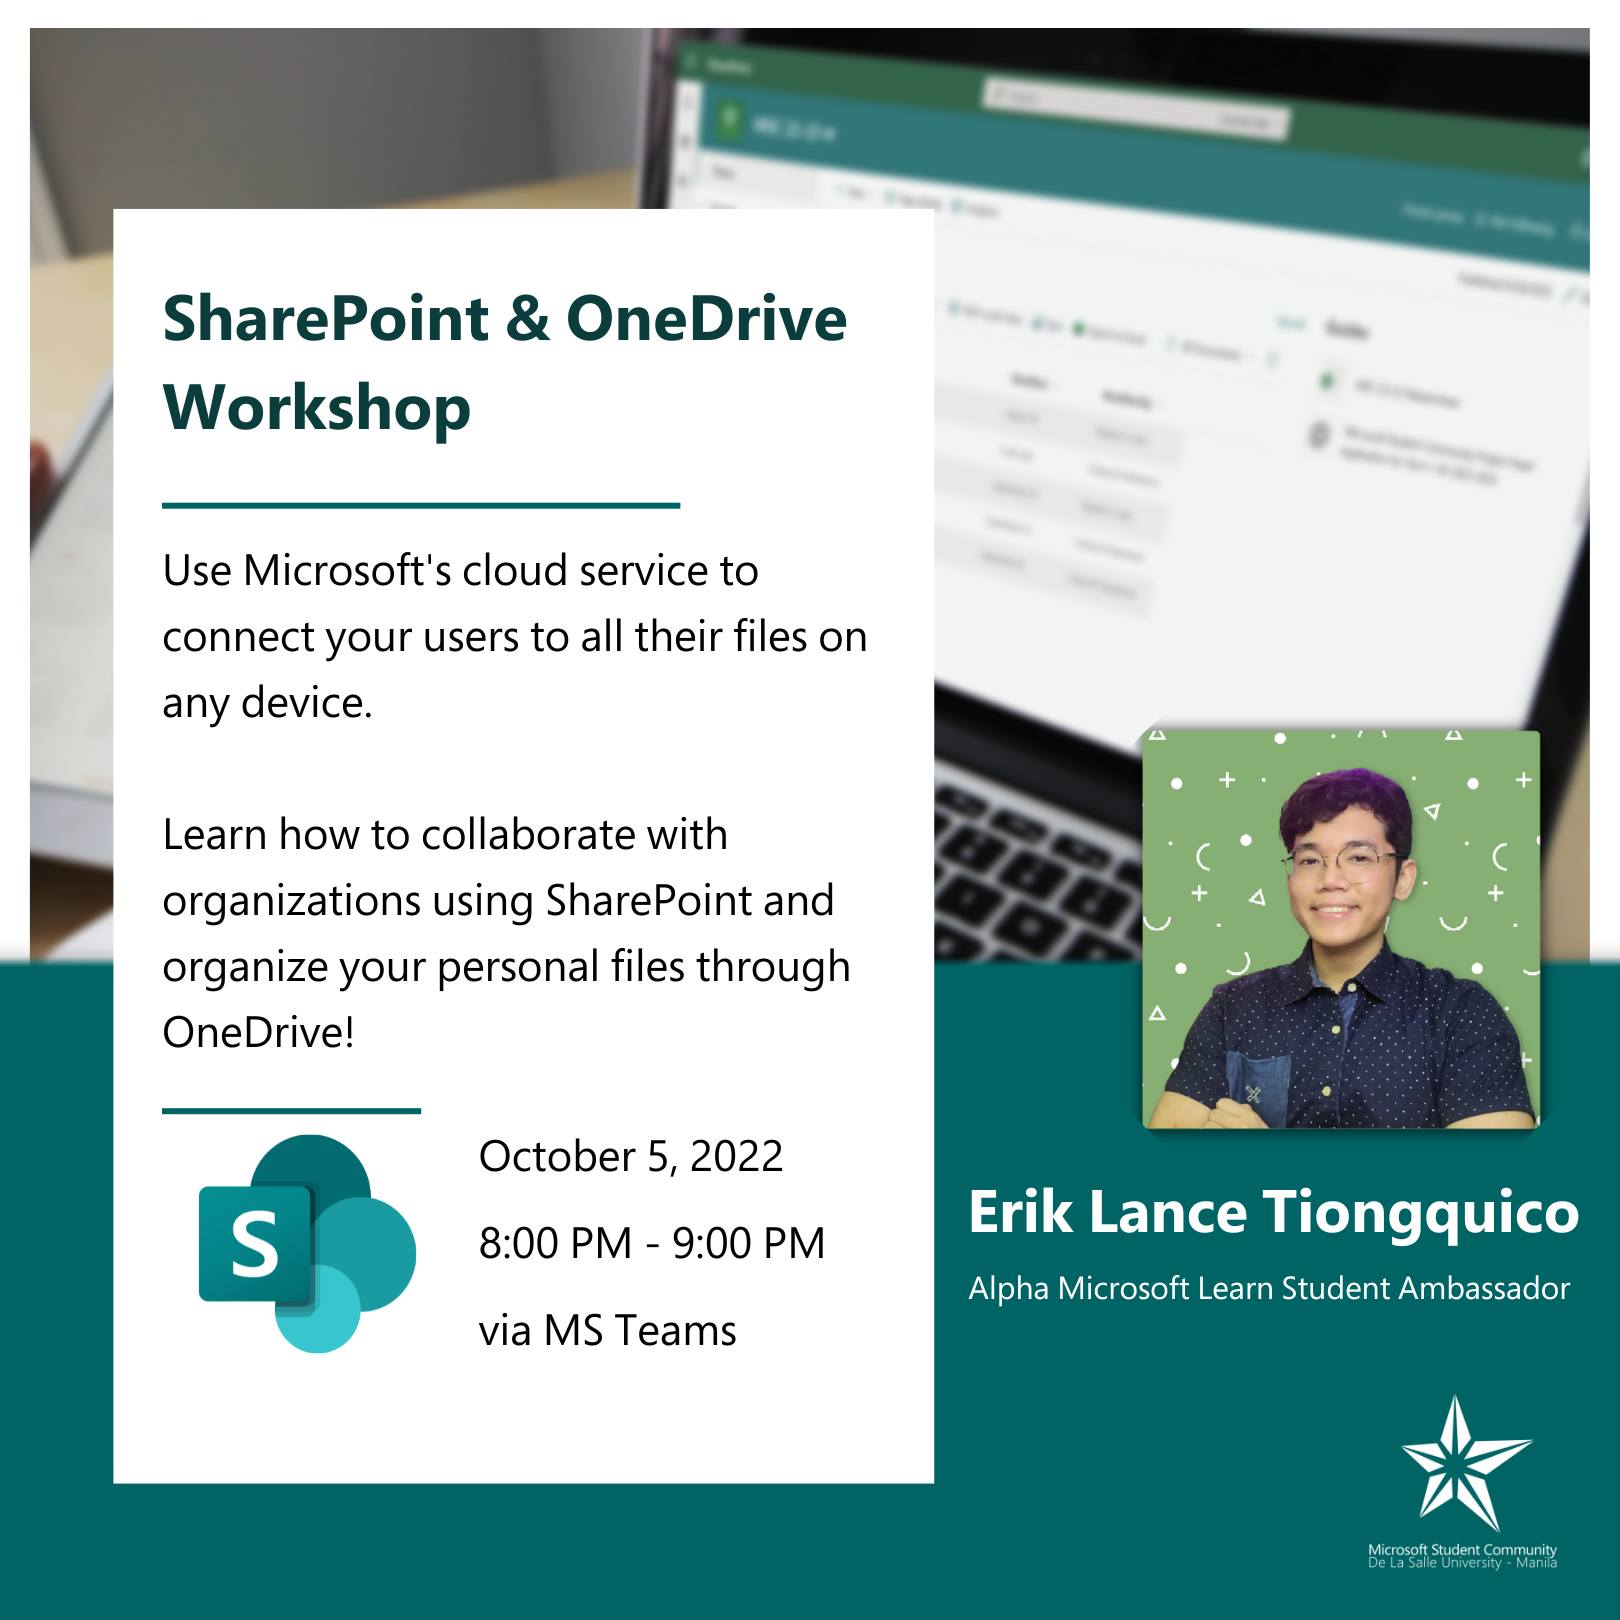 SharePoint & OneDrive
Workshop
Use Microsoft's cloud service to
connect your users to all their files on
any device.
Learn how to collaborate with
organizations using SharePoint and
organize your personal files through
OneDrive!
S
October 5, 2022
8:00 PM - 9:00 PM
via MS Teams
Erik Lance Tiongquico
Alpha Microsoft Learn Student Ambassador
Microsoft Student Community
De La Salle University - Manila